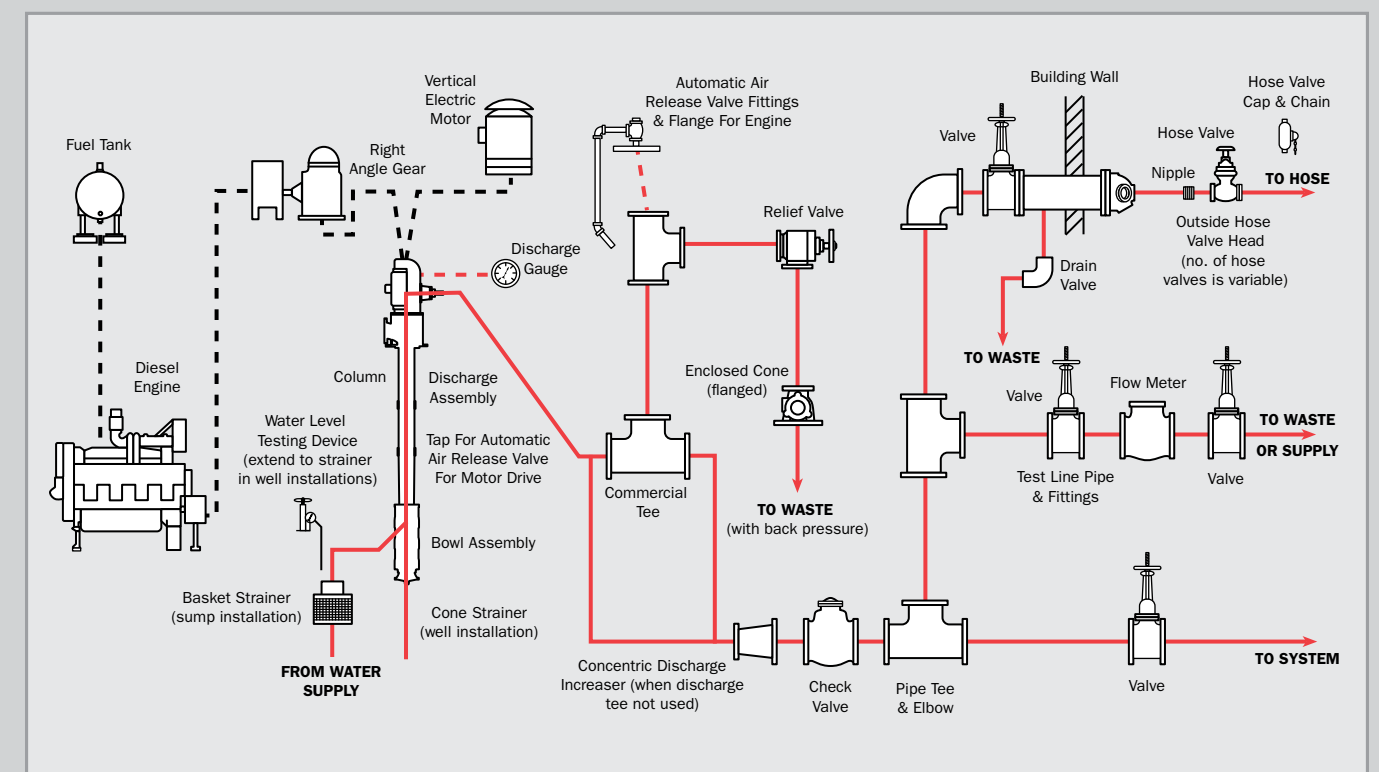 Fuel Tank
Vertical
Electric
Motor
Right
Angle Gear
Discharge
Gauge
Automatic Air
Release Valve Fittings
& Flange For Engine
Building Wall
Hose Valve
Cap & Chain
Valve
Hose Valve
Nipple
TO HOSE
Outside Hose
Valve Head
(no. of hose
valves is variable)
Relief Valve
Drain
Valve
TO WASTE
Diesel
Engine
Column
Discharge
Assembly
Water Level
Testing Device
(extend to strainer
in well installations)
Tap For Automatic
Air Release Valve
For Motor Drive
Bowl Assembly
Basket Strainer
(sump installation)
Cone Strainer
(well installation)
FROM WATER
SUPPLY
Enclosed Cone
(flanged)
Commercial
Tee
TO WASTE
(with back pressure)
Valve
Flow Meter
TO WASTE
OR SUPPLY
Test Line Pipe
& Fittings
Valve
Concentric Discharge
Increaser (when discharge
tee not used)
Check
Valve
Pipe Tee
& Elbow
Valve
TO SYSTEM